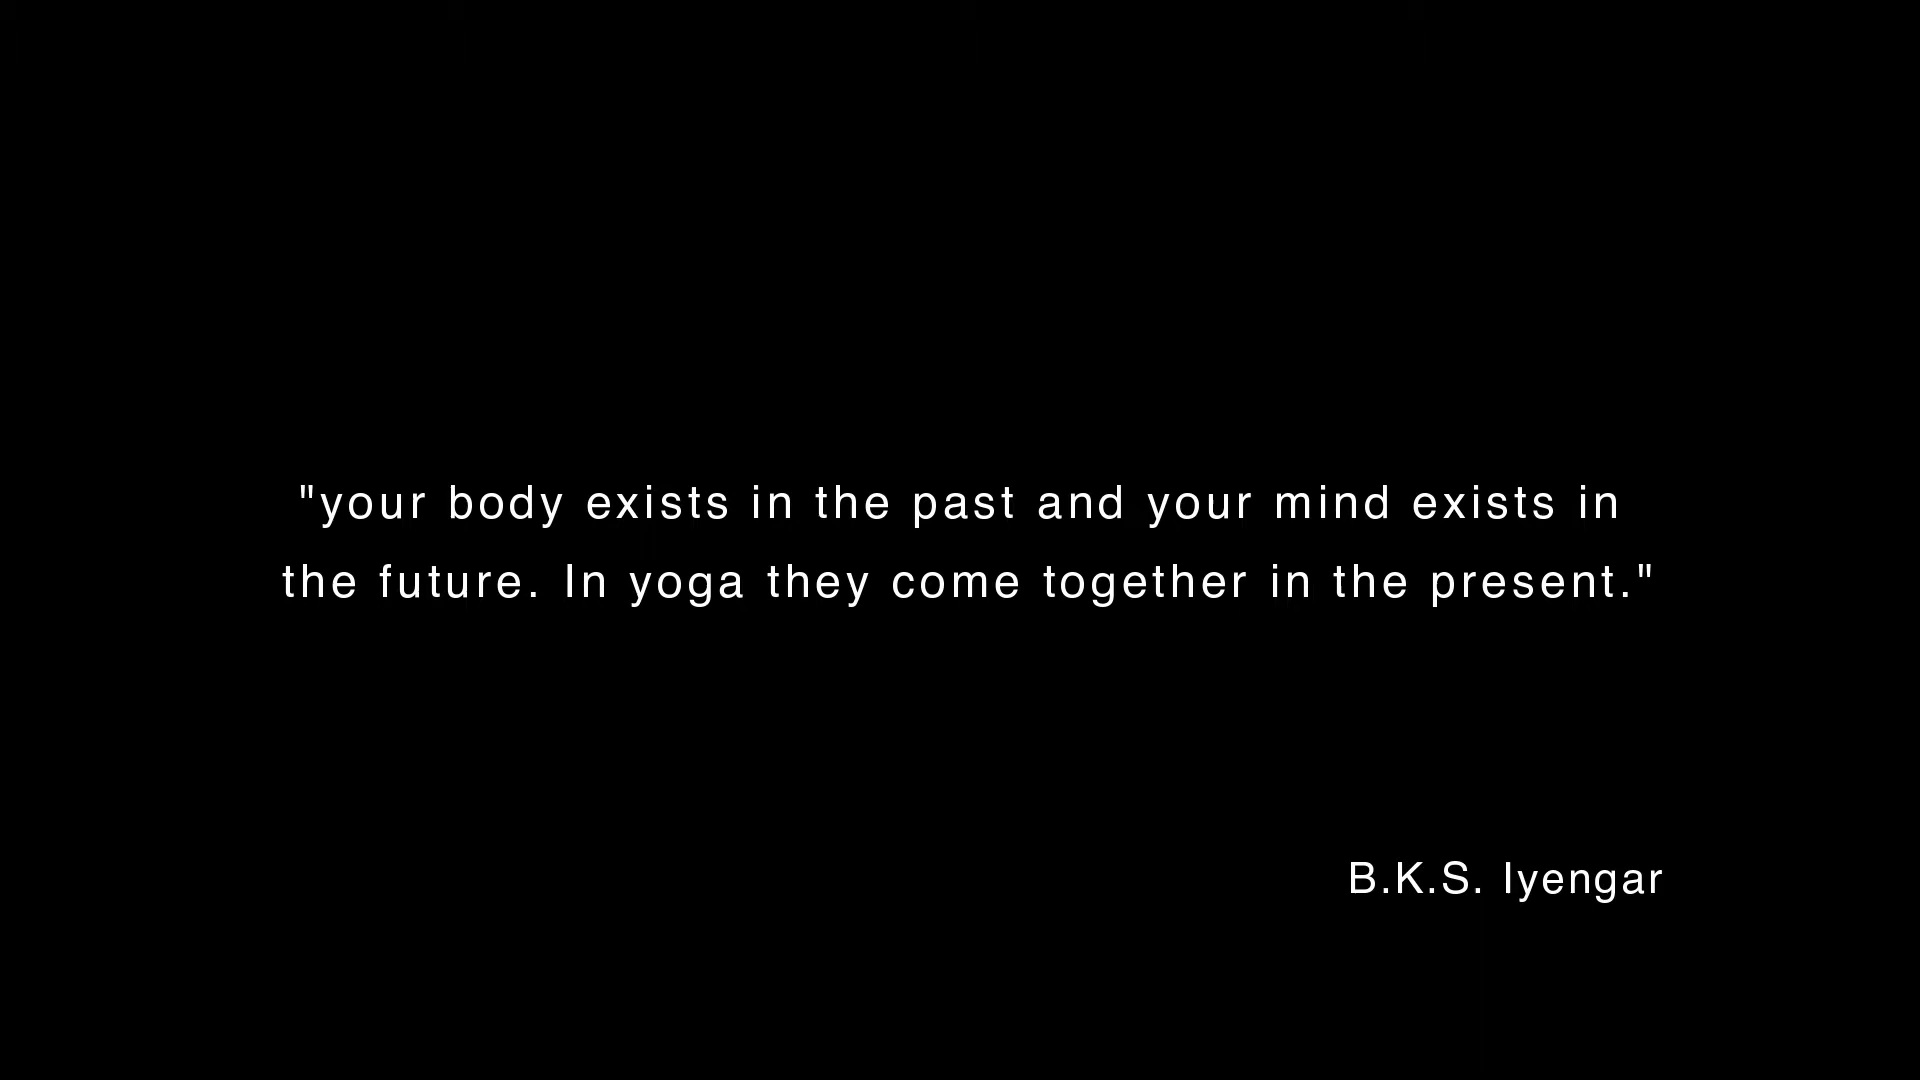 "your body exists in the past and your mind exists in
the future. In yoga they come together in the present."
B.K.S. Iyengar